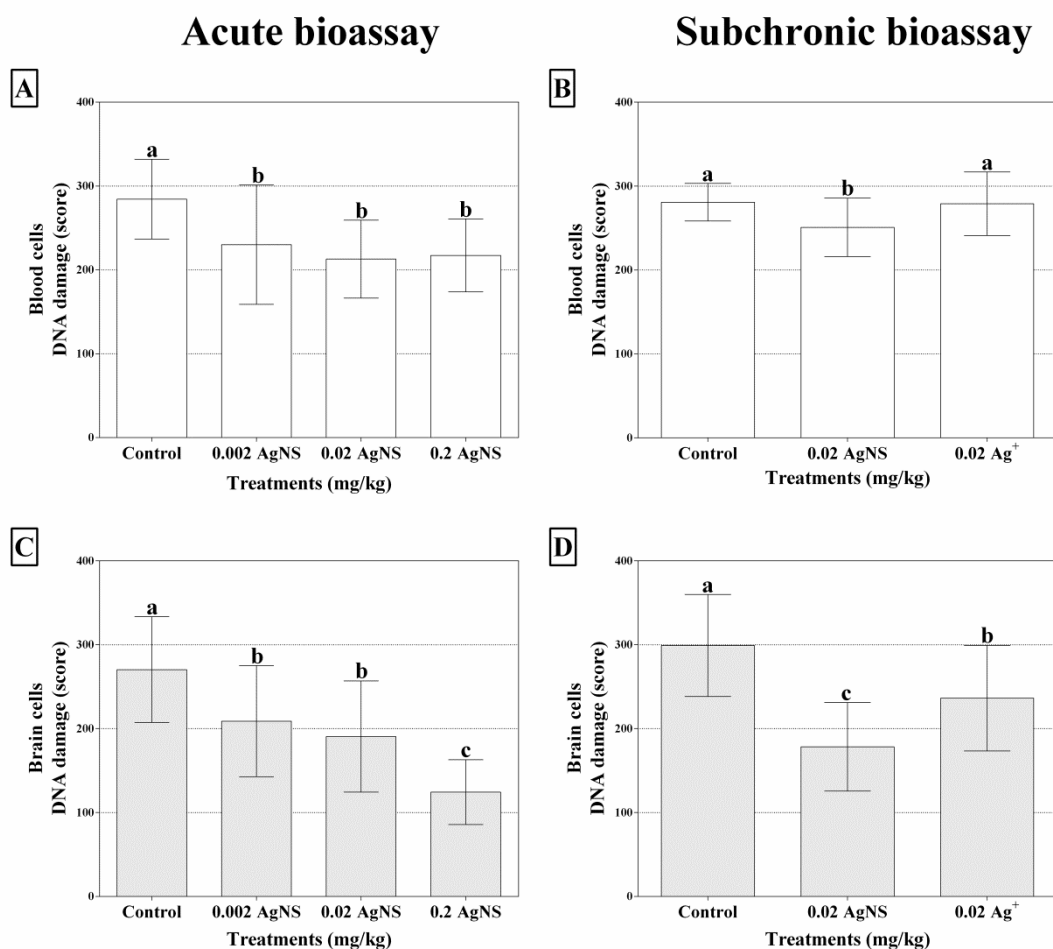 Acute bioassay
Subchronic bioassay
A
400
300
200
100
0
Blood cells
DNA damage (score)
a
b
b
b
Control
0.002 AgNS
0.02 AgNS
0.2 AgNS
Treatments (mg/kg)
B
400
300
200
100
0
Blood cells
DNA damage (score)
a
b
a
Control
0.02 AgNS
0.02 Ag⁺
Treatments (mg/kg)
C
400
300
200
100
0
Brain cells
DNA damage (score)
a
b
b
c
Control
0.002 AgNS
0.02 AgNS
0.2 AgNS
Treatments (mg/kg)
D
400
300
200
100
0
Brain cells
DNA damage (score)
a
c
b
Control
0.02 AgNS
0.02 Ag⁺
Treatments (mg/kg)